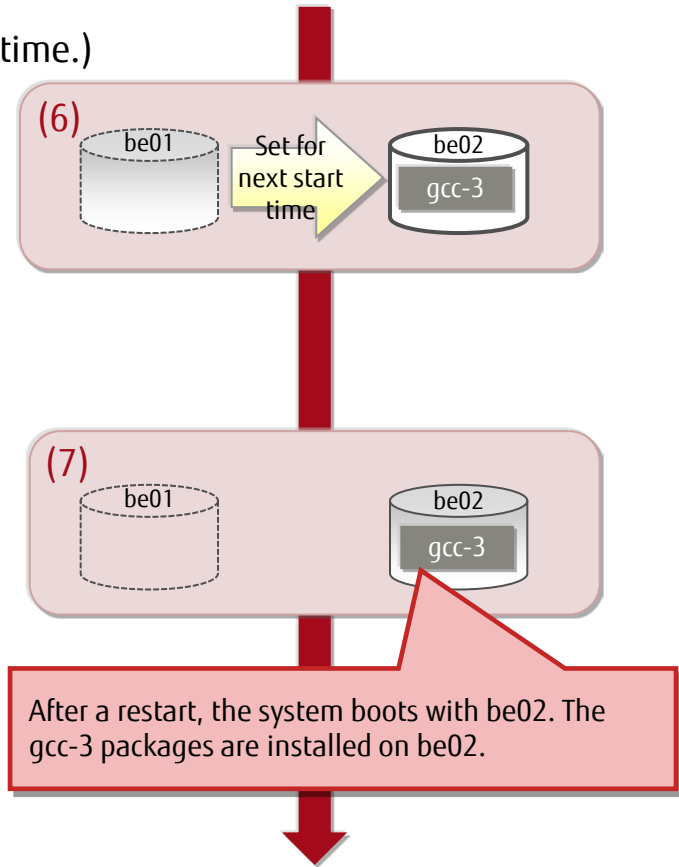 time.)
(6)
be01
Set for
next start
time
be02
gcc-3
(7)
be01
be02
gcc-3
After a restart, the system boots with be02. The
gcc-3 packages are installed on be02.